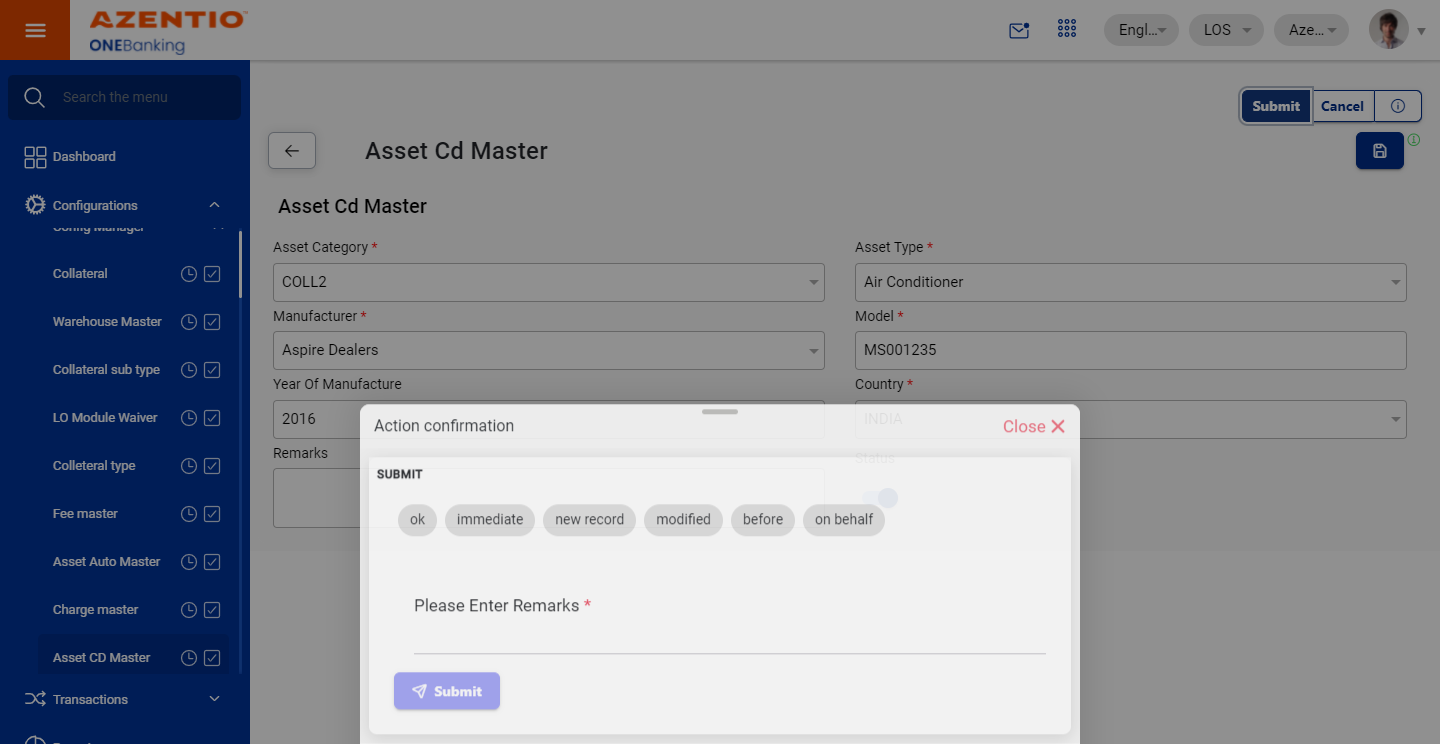 AZENTIO™
ONEBanking
Engl...
LOS
Aze...
Search the menu
Dashboard
Configurations
Config Manager
Collateral
Warehouse Master
Collateral sub type
LO Module Waiver
Colleteral type
Fee master
Asset Auto Master
Charge master
Asset CD Master
Transactions
Submit
Cancel
Asset Cd Master
Asset Cd Master
Asset Category *
Asset Type *
COLL2
Air Conditioner
Manufacturer *
Model *
Aspire Dealers
MS001235
Year Of Manufacture
Country *
2016
INDIA
Remarks
Status
Action confirmation
Close
SUBMIT
ok
immediate
new record
modified
before
on behalf
Please Enter Remarks *
Submit